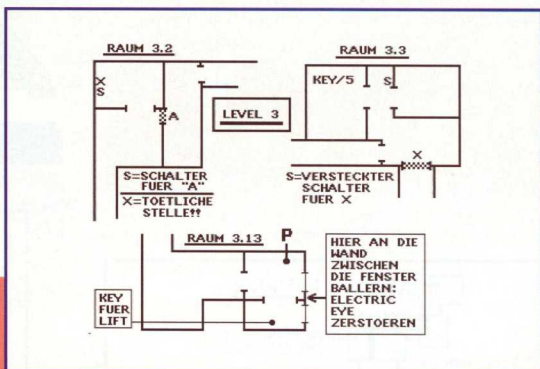 RAUM 3.2
X
S
A
S=SCHALTER
FUER "A"
X=TOETLICHE
STELLE!!
LEVEL 3
RAUM 3.3
KEY/5
S
X
S=VERSTECKTER
SCHALTER
FUER X
RAUM 3.13
P
KEY
FUER
LIFT
HIER AN DIE
WAND
ZWISCHEN
DIE FENSTER
BALLERN:
ELECTRIC
EYE
ZERSTOEREN